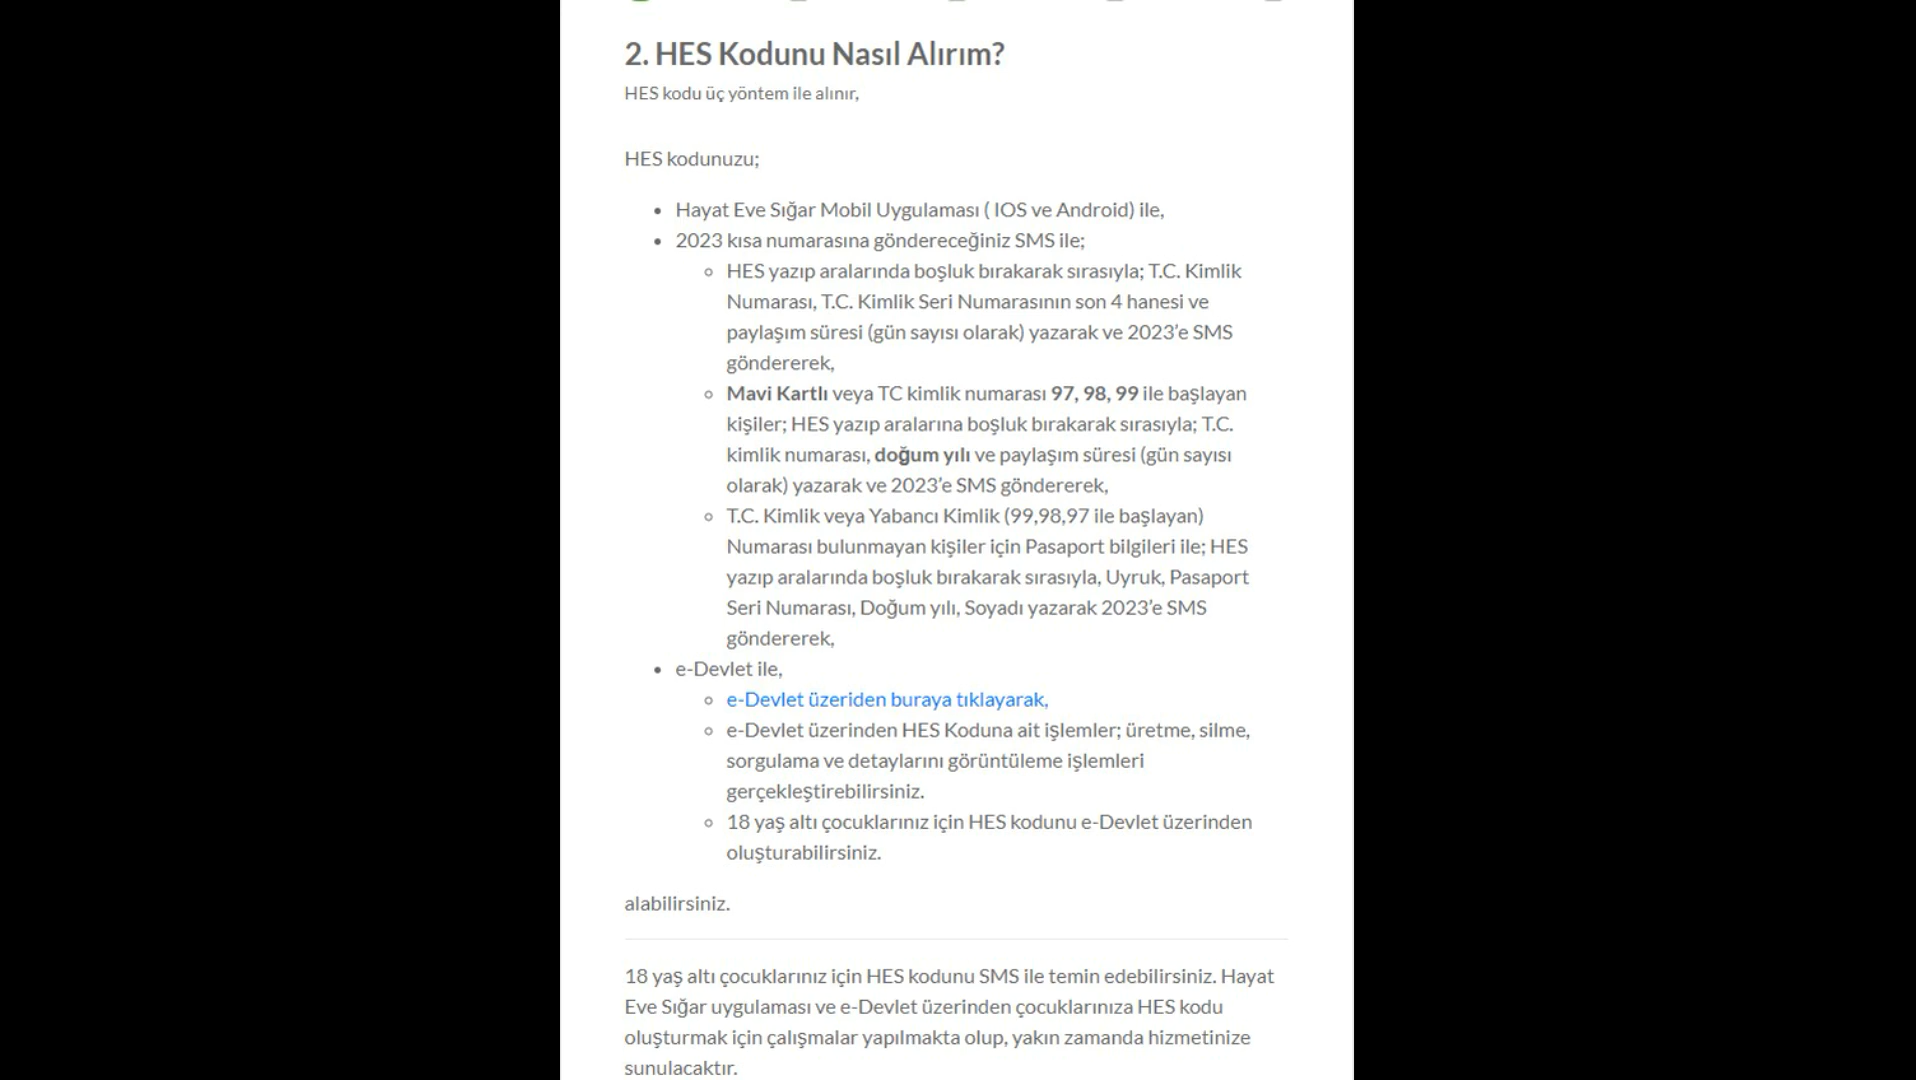 2. HES Kodunu Nasıl Alırım?
HES kodu üç yöntem ile alınır,
HES kodunuzu;
• Hayat Eve Sığar Mobil Uygulaması ( IOS ve Android) ile,
• 2023 kısa numarasına göndereceğiniz SMS ile;
◦ HES yazıp aralarında boşluk bırakarak sırasıyla; T.C. Kimlik
Numarası, T.C. Kimlik Seri Numarasının son 4 hanesi ve
paylaşım süresi (gün sayısı olarak) yazarak ve 2023’e SMS
göndererek,
◦ Mavi Kartlı veya TC kimlik numarası 97, 98, 99 ile başlayan
kişiler; HES yazıp aralarına boşluk bırakarak sırasıyla; T.C.
kimlik numarası, doğum yılı ve paylaşım süresi (gün sayısı
olarak) yazarak ve 2023’e SMS göndererek,
◦ T.C. Kimlik veya Yabancı Kimlik (99,98,97 ile başlayan)
Numarası bulunmayan kişiler için Pasaport bilgileri ile; HES
yazıp aralarında boşluk bırakarak sırasıyla, Uyruk, Pasaport
Seri Numarası, Doğum yılı, Soyadı yazarak 2023’e SMS
göndererek,
• e-Devlet ile,
◦ e-Devlet üzeriden buraya tıklayarak,
◦ e-Devlet üzerinden HES Koduna ait işlemler; üretme, silme,
sorgulama ve detaylarını görüntüleme işlemleri
gerçekleştirebilirsiniz.
◦ 18 yaş altı çocuklarınız için HES kodunu e-Devlet üzerinden
oluşturabilirsiniz.
alabilirsiniz.
18 yaş altı çocuklarınız için HES kodunu SMS ile temin edebilirsiniz. Hayat
Eve Sığar uygulaması ve e-Devlet üzerinden çocuklarınıza HES kodu
oluşturmak için çalışmalar yapılmakta olup, yakın zamanda hizmetinize
sunulacaktır.